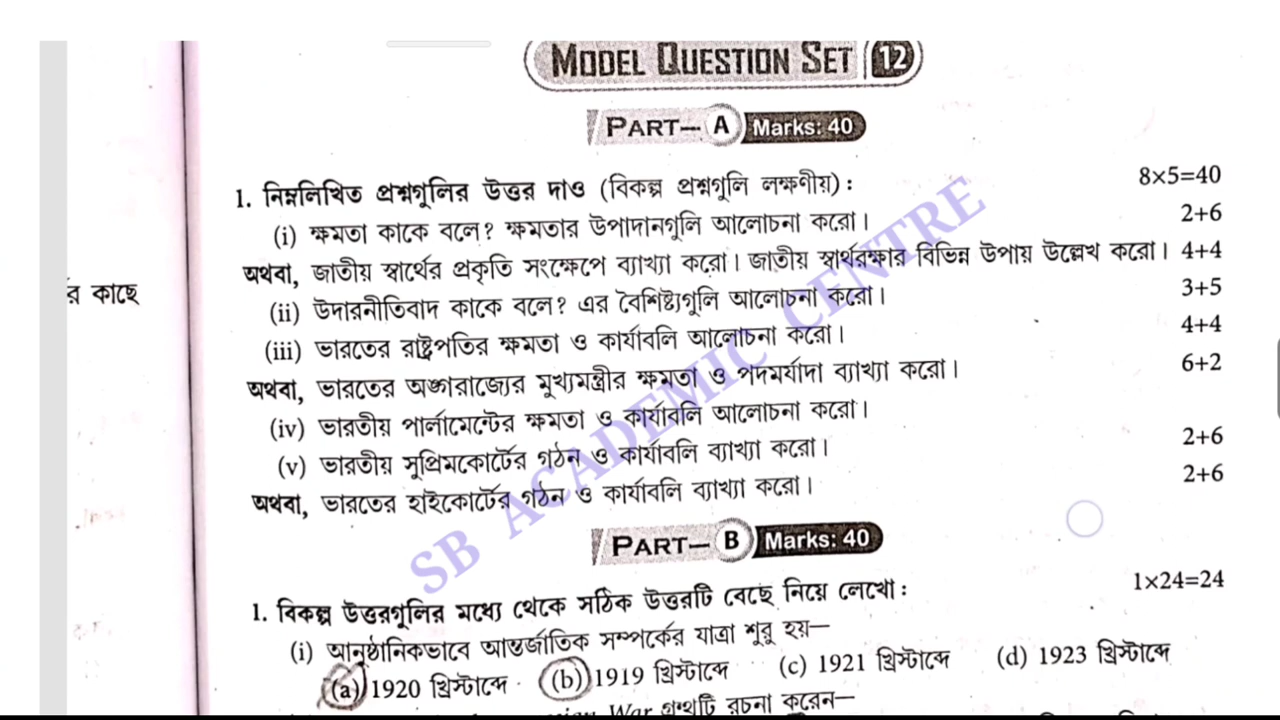 MODEL QUESTION SET 12
PART— A Marks: 40
1. নিম্নলিখিত প্রশ্নগুলির উত্তর দাও (বিকল্প প্রশ্নগুলি লক্ষণীয়) : 8×5=40
(i) ক্ষমতা কাকে বলে? ক্ষমতার উপাদানগুলি আলোচনা করো। 2+6
অথবা, জাতীয় স্বার্থের প্রকৃতি সংক্ষেপে ব্যাখ্যা করো। জাতীয় স্বার্থরক্ষার বিভিন্ন উপায় উল্লেখ করো। 4+4
(ii) উদারনীতিবাদ কাকে বলে? এর বৈশিষ্ট্যগুলি আলোচনা করো। 3+5
(iii) ভারতের রাষ্ট্রপতির ক্ষমতা ও কার্যাবলি আলোচনা করো। 4+4
অথবা, ভারতের অঙ্গরাজ্যের মুখ্যমন্ত্রীর ক্ষমতা ও পদমর্যাদা ব্যাখ্যা করো। 6+2
(iv) ভারতীয় পার্লামেন্টের ক্ষমতা ও কার্যাবলি আলোচনা করো।
(v) ভারতীয় সুপ্রিমকোর্টের গঠন ও কার্যাবলি ব্যাখ্যা করো। 2+6
অথবা, ভারতের হাইকোর্টের গঠন ও কার্যাবলি ব্যাখ্যা করো। 2+6
র কাছে
SB ACADEMIC CENTRE
PART— B Marks: 40
1. বিকল্প উত্তরগুলির মধ্যে থেকে সঠিক উত্তরটি বেছে নিয়ে লেখো : 1×24=24
(i) আনুষ্ঠানিকভাবে আন্তর্জাতিক সম্পর্কের যাত্রা শুরু হয়—
(a) 1920 খ্রিস্টাব্দে (b) 1919 খ্রিস্টাব্দে (c) 1921 খ্রিস্টাব্দে (d) 1923 খ্রিস্টাব্দে
War গ্রন্থটি রচনা করেন—